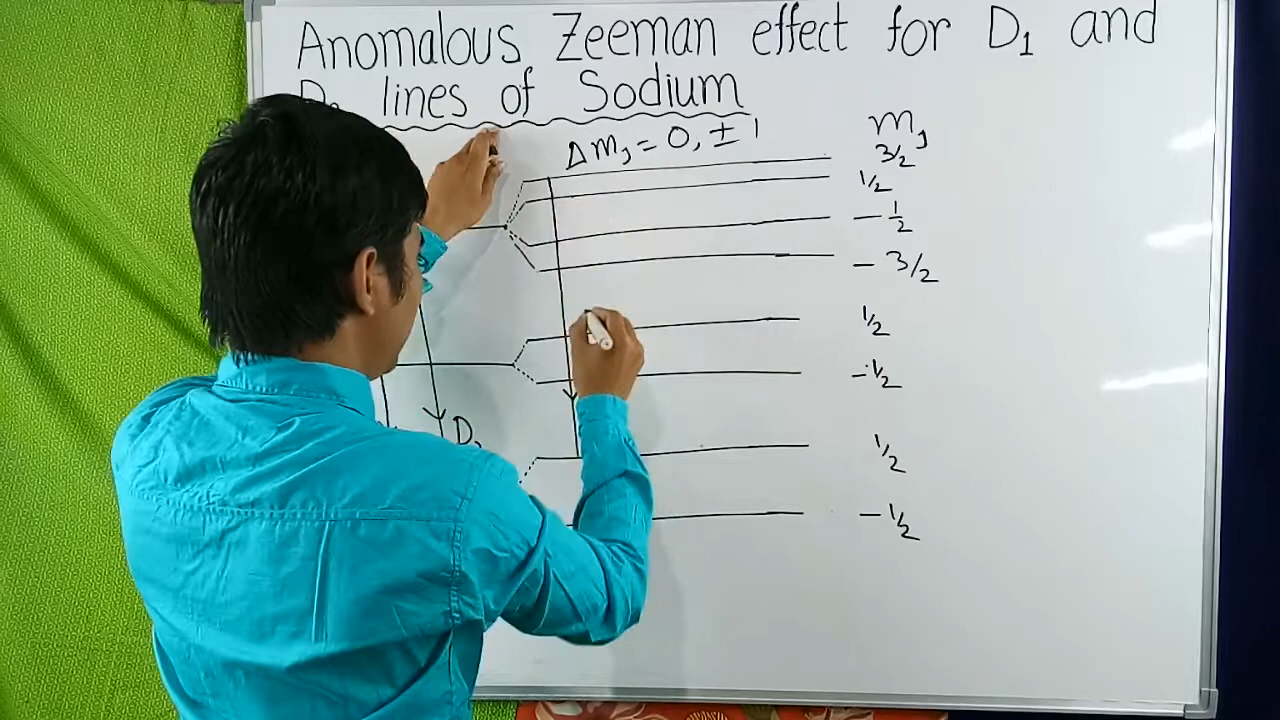 Anomalous Zeeman effect for D₁ and
lines of Sodium
Δmⱼ = 0, ± 1
mⱼ
3/2
1/2
- 1/2
- 3/2
1/2
- 1/2
1/2
- 1/2